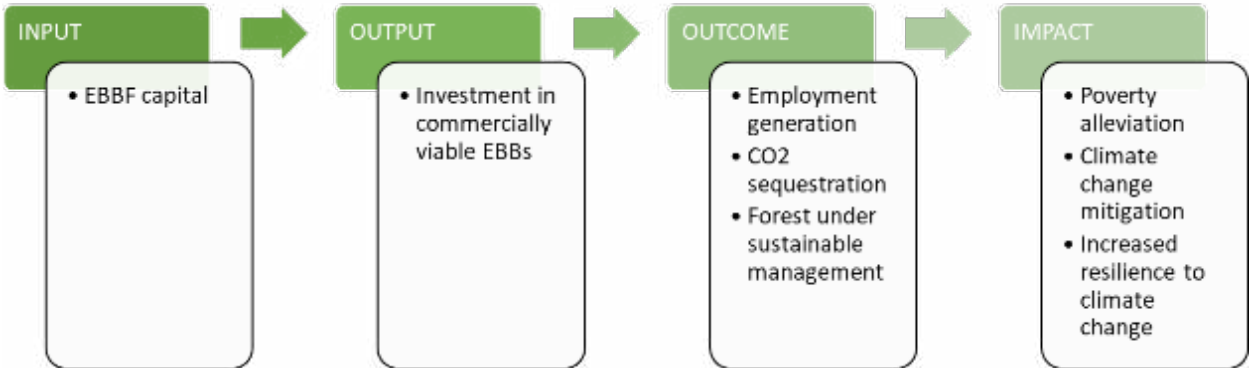 INPUT
• EBBF capital
OUTPUT
• Investment in
commercially
viable EBBs
OUTCOME
• Employment
generation
• CO2
sequestration
• Forest under
sustainable
management
IMPACT
• Poverty
alleviation
• Climate
change
mitigation
• Increased
resilience to
climate
change